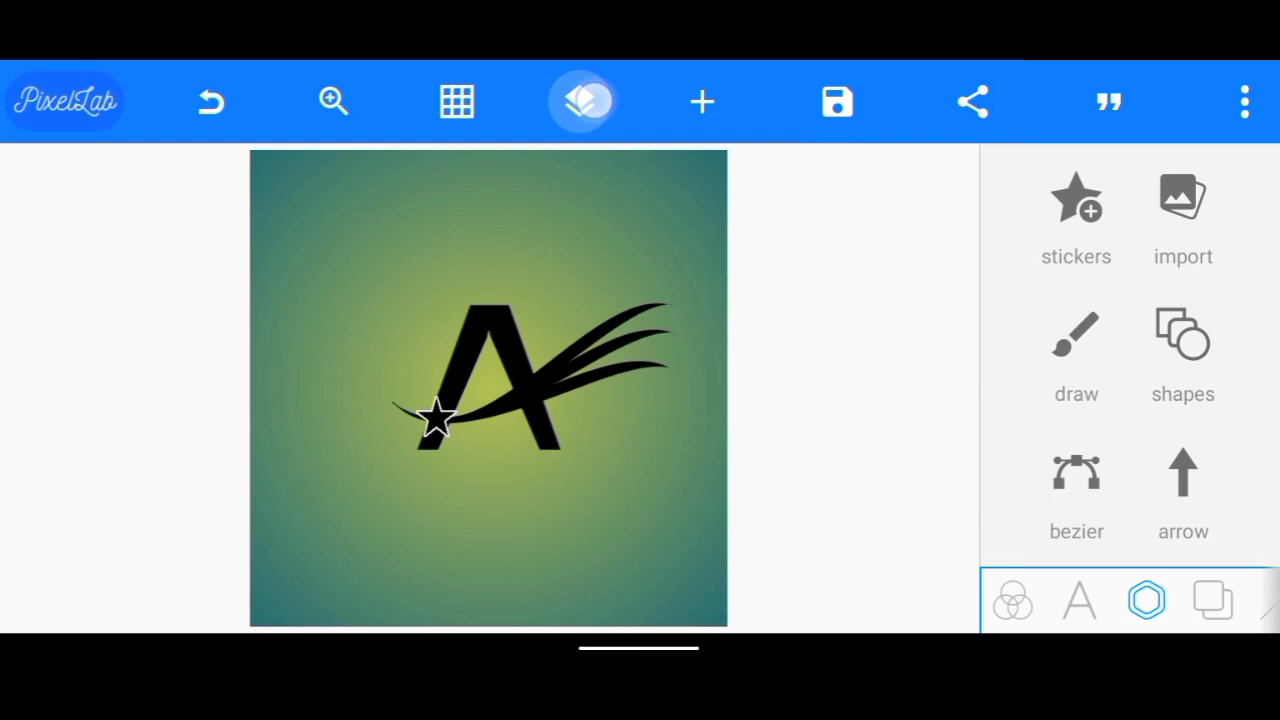 PixelLab
A
stickers import
draw shapes
bezier arrow